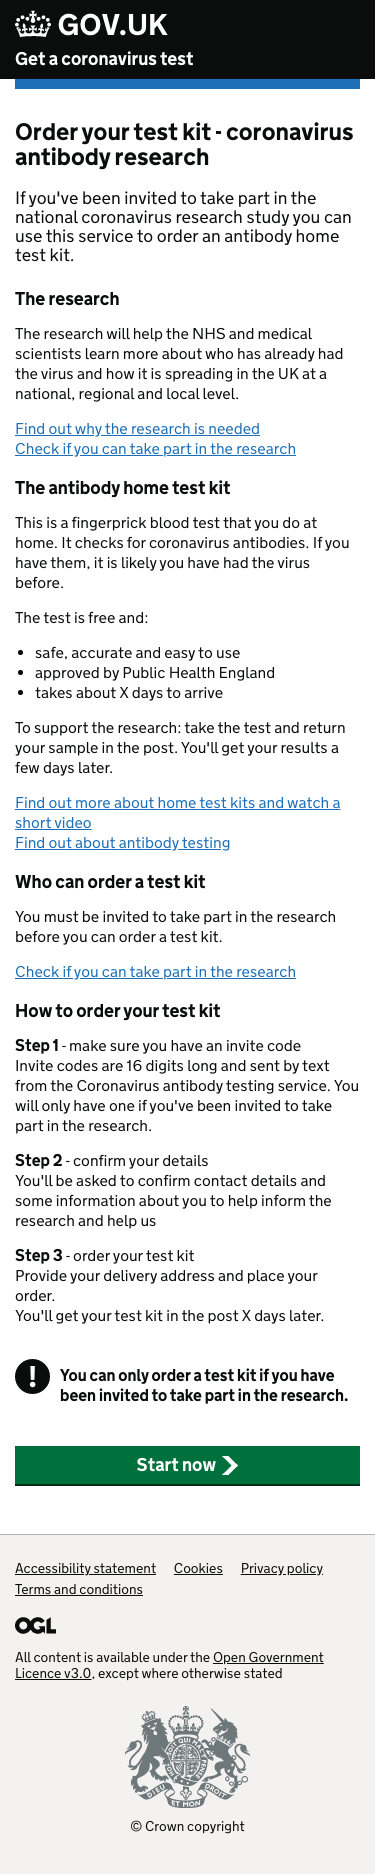 GOV.UK
Get a coronavirus test
Order your test kit - coronavirus
antibody research
If you've been invited to take part in the
national coronavirus research study you can
use this service to order an antibody home
test kit.
The research
The research will help the NHS and medical
scientists learn more about who has already had
the virus and how it is spreading in the UK at a
national, regional and local level.
Find out why the research is needed
Check if you can take part in the research
The antibody home test kit
This is a fingerprick blood test that you do at
home. It checks for coronavirus antibodies. If you
have them, it is likely you have had the virus
before.
The test is free and:
• safe, accurate and easy to use
• approved by Public Health England
• takes about X days to arrive
To support the research: take the test and return
your sample in the post. You'll get your results a
few days later.
Find out more about home test kits and watch a
short video
Find out about antibody testing
Who can order a test kit
You must be invited to take part in the research
before you can order a test kit.
Check if you can take part in the research
How to order your test kit
Step 1 - make sure you have an invite code
Invite codes are 16 digits long and sent by text
from the Coronavirus antibody testing service. You
will only have one if you've been invited to take
part in the research.
Step 2 - confirm your details
You'll be asked to confirm contact details and
some information about you to help inform the
research and help us
Step 3 - order your test kit
Provide your delivery address and place your
order.
You'll get your test kit in the post X days later.
! You can only order a test kit if you have
been invited to take part in the research.
Start now
Accessibility statement Cookies Privacy policy
Terms and conditions
OGL
All content is available under the Open Government
Licence v3.0, except where otherwise stated
DIEU ET MON DROIT
© Crown copyright